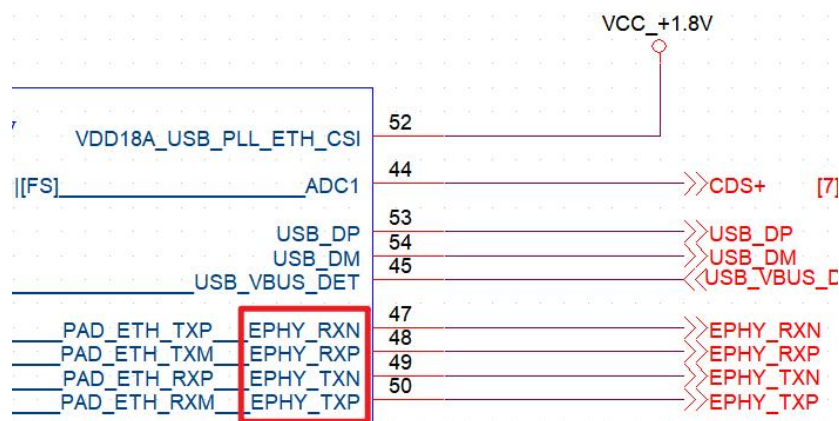 VCC_+1.8V
VDD18A_USB_PLL_ETH_CSI 52
|[FS] ADC1 44 CDS+ [7]
USB_DP 53 USB_DP
USB_DM 54 USB_DM
USB_VBUS_DET 45 USB_VBUS_D
PAD_ETH_TXP EPHY_RXN 47 EPHY_RXN
PAD_ETH_TXM EPHY_RXP 48 EPHY_RXP
PAD_ETH_RXP EPHY_TXN 49 EPHY_TXN
PAD_ETH_RXM EPHY_TXP 50 EPHY_TXP